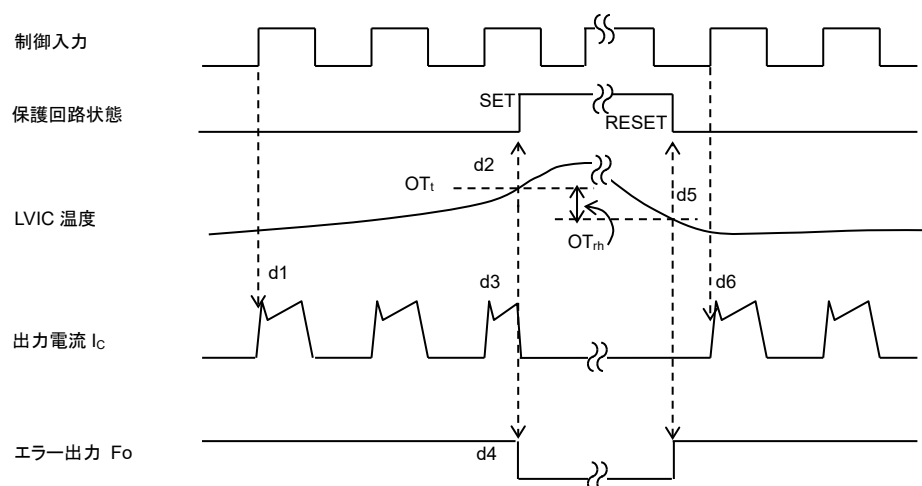 制御入力
保護回路状態
SET
RESET
d2
OTt
d5
LVIC 温度
OTrh
d1
d3
d6
出力電流 IC
エラー出力 Fo
d4